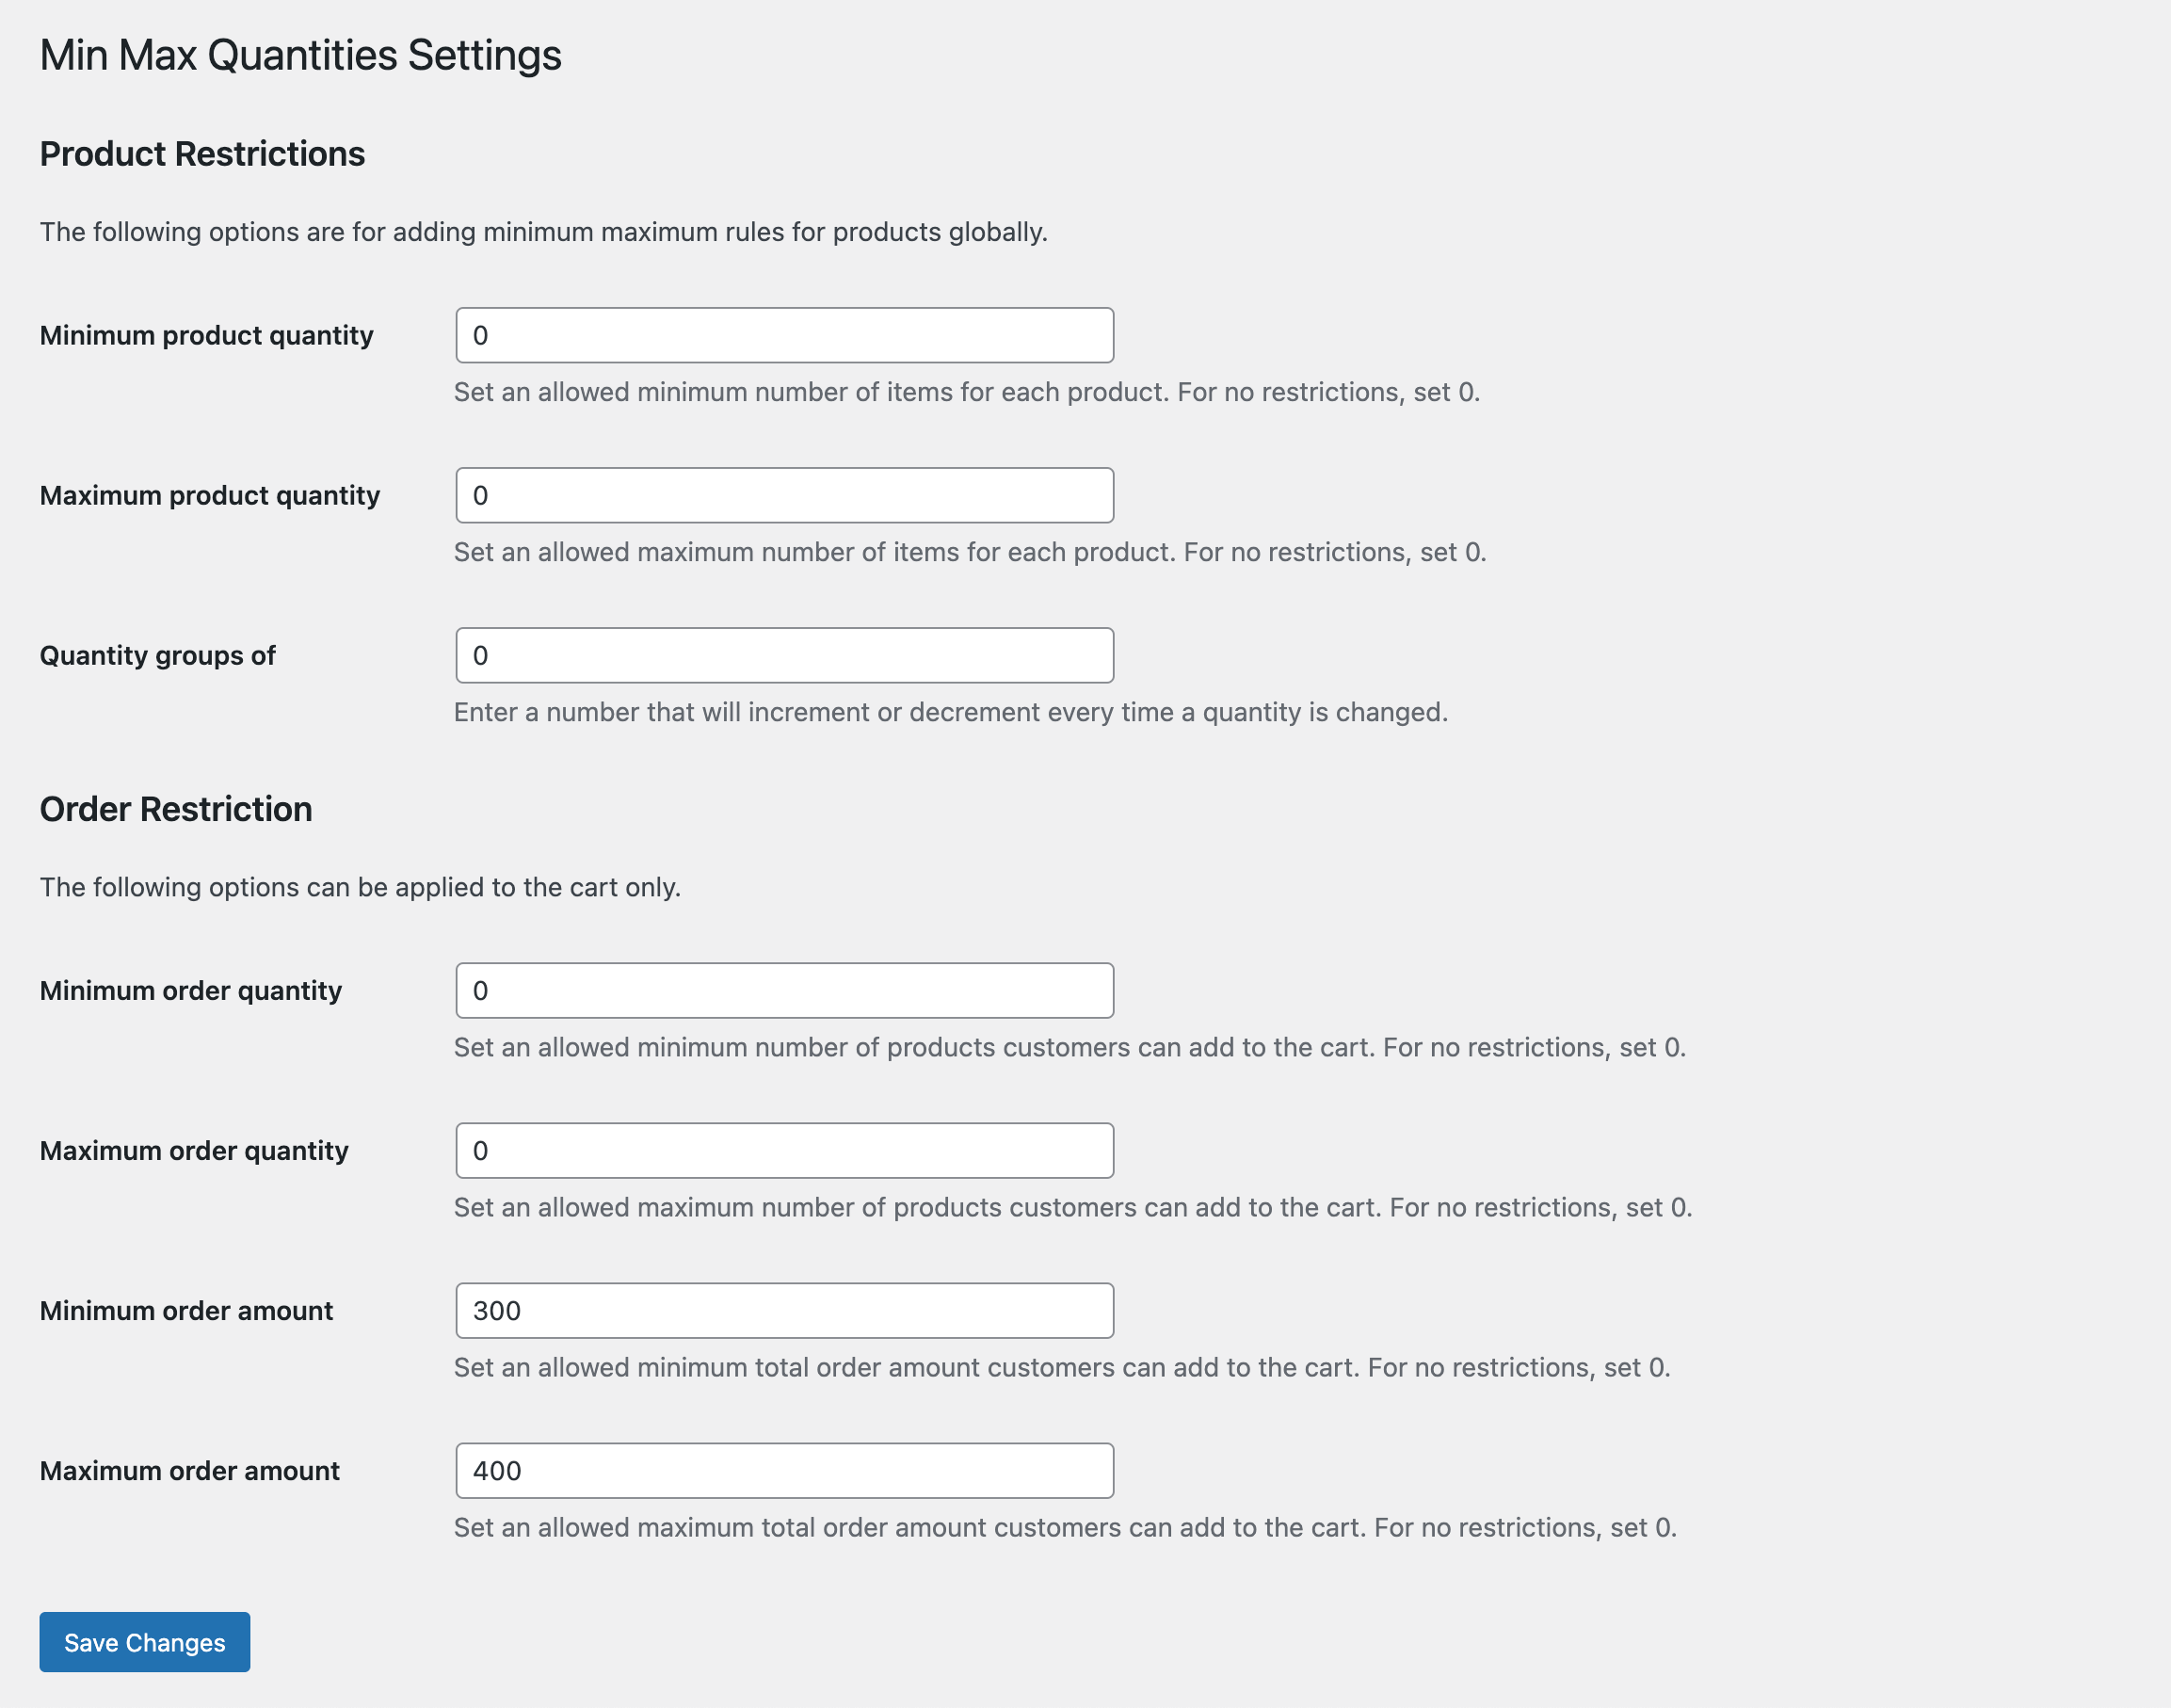 Min Max Quantities Settings
Product Restrictions
The following options are for adding minimum maximum rules for products globally.
Minimum product quantity
0
Set an allowed minimum number of items for each product. For no restrictions, set 0.
Maximum product quantity
0
Set an allowed maximum number of items for each product. For no restrictions, set 0.
Quantity groups of
0
Enter a number that will increment or decrement every time a quantity is changed.
Order Restriction
The following options can be applied to the cart only.
Minimum order quantity
0
Set an allowed minimum number of products customers can add to the cart. For no restrictions, set 0.
Maximum order quantity
0
Set an allowed maximum number of products customers can add to the cart. For no restrictions, set 0.
Minimum order amount
300
Set an allowed minimum total order amount customers can add to the cart. For no restrictions, set 0.
Maximum order amount
400
Set an allowed maximum total order amount customers can add to the cart. For no restrictions, set 0.
Save Changes